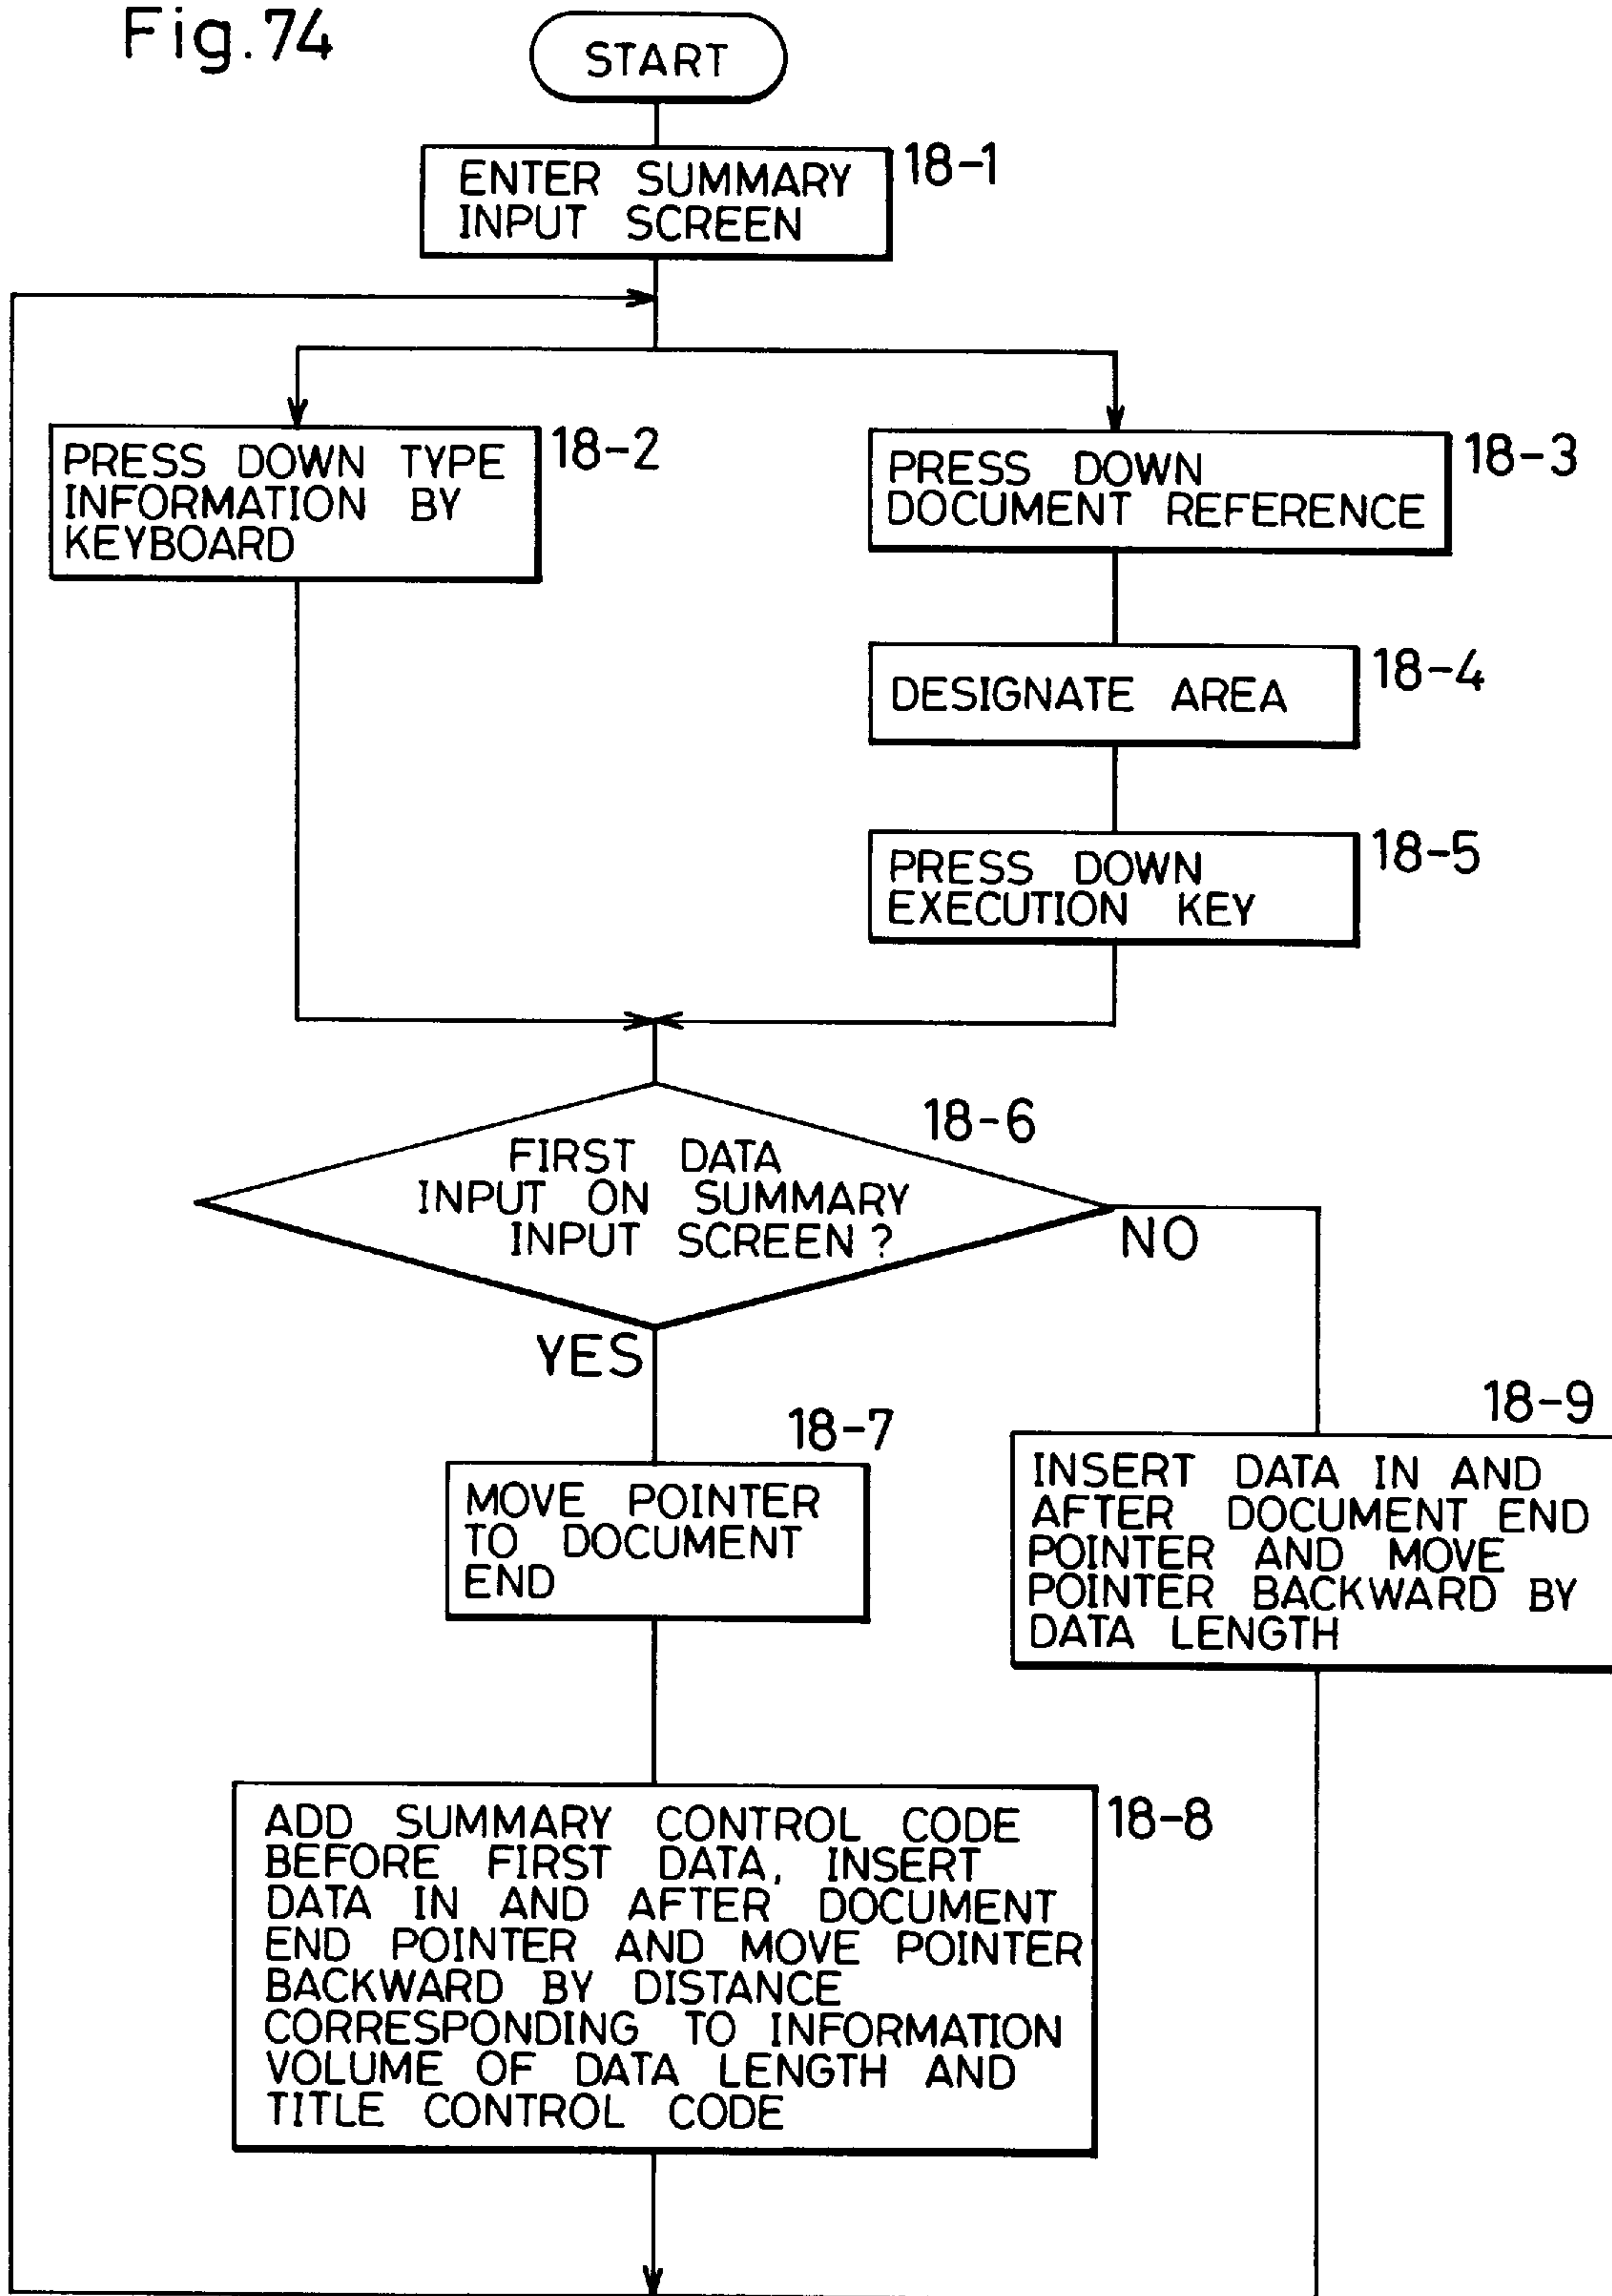 Fig.74
START
18-1
ENTER SUMMARY
INPUT SCREEN
18-2
PRESS DOWN TYPE
INFORMATION BY
KEYBOARD
18-3
PRESS DOWN
DOCUMENT REFERENCE
18-4
DESIGNATE AREA
18-5
PRESS DOWN
EXECUTION KEY
18-6
FIRST DATA
INPUT ON SUMMARY
INPUT SCREEN?
NO
YES
18-7
MOVE POINTER
TO DOCUMENT
END
18-9
INSERT DATA IN AND
AFTER DOCUMENT END
POINTER AND MOVE
POINTER BACKWARD BY
DATA LENGTH
18-8
ADD SUMMARY CONTROL CODE
BEFORE FIRST DATA, INSERT
DATA IN AND AFTER DOCUMENT
END POINTER AND MOVE POINTER
BACKWARD BY DISTANCE
CORRESPONDING TO INFORMATION
VOLUME OF DATA LENGTH AND
TITLE CONTROL CODE